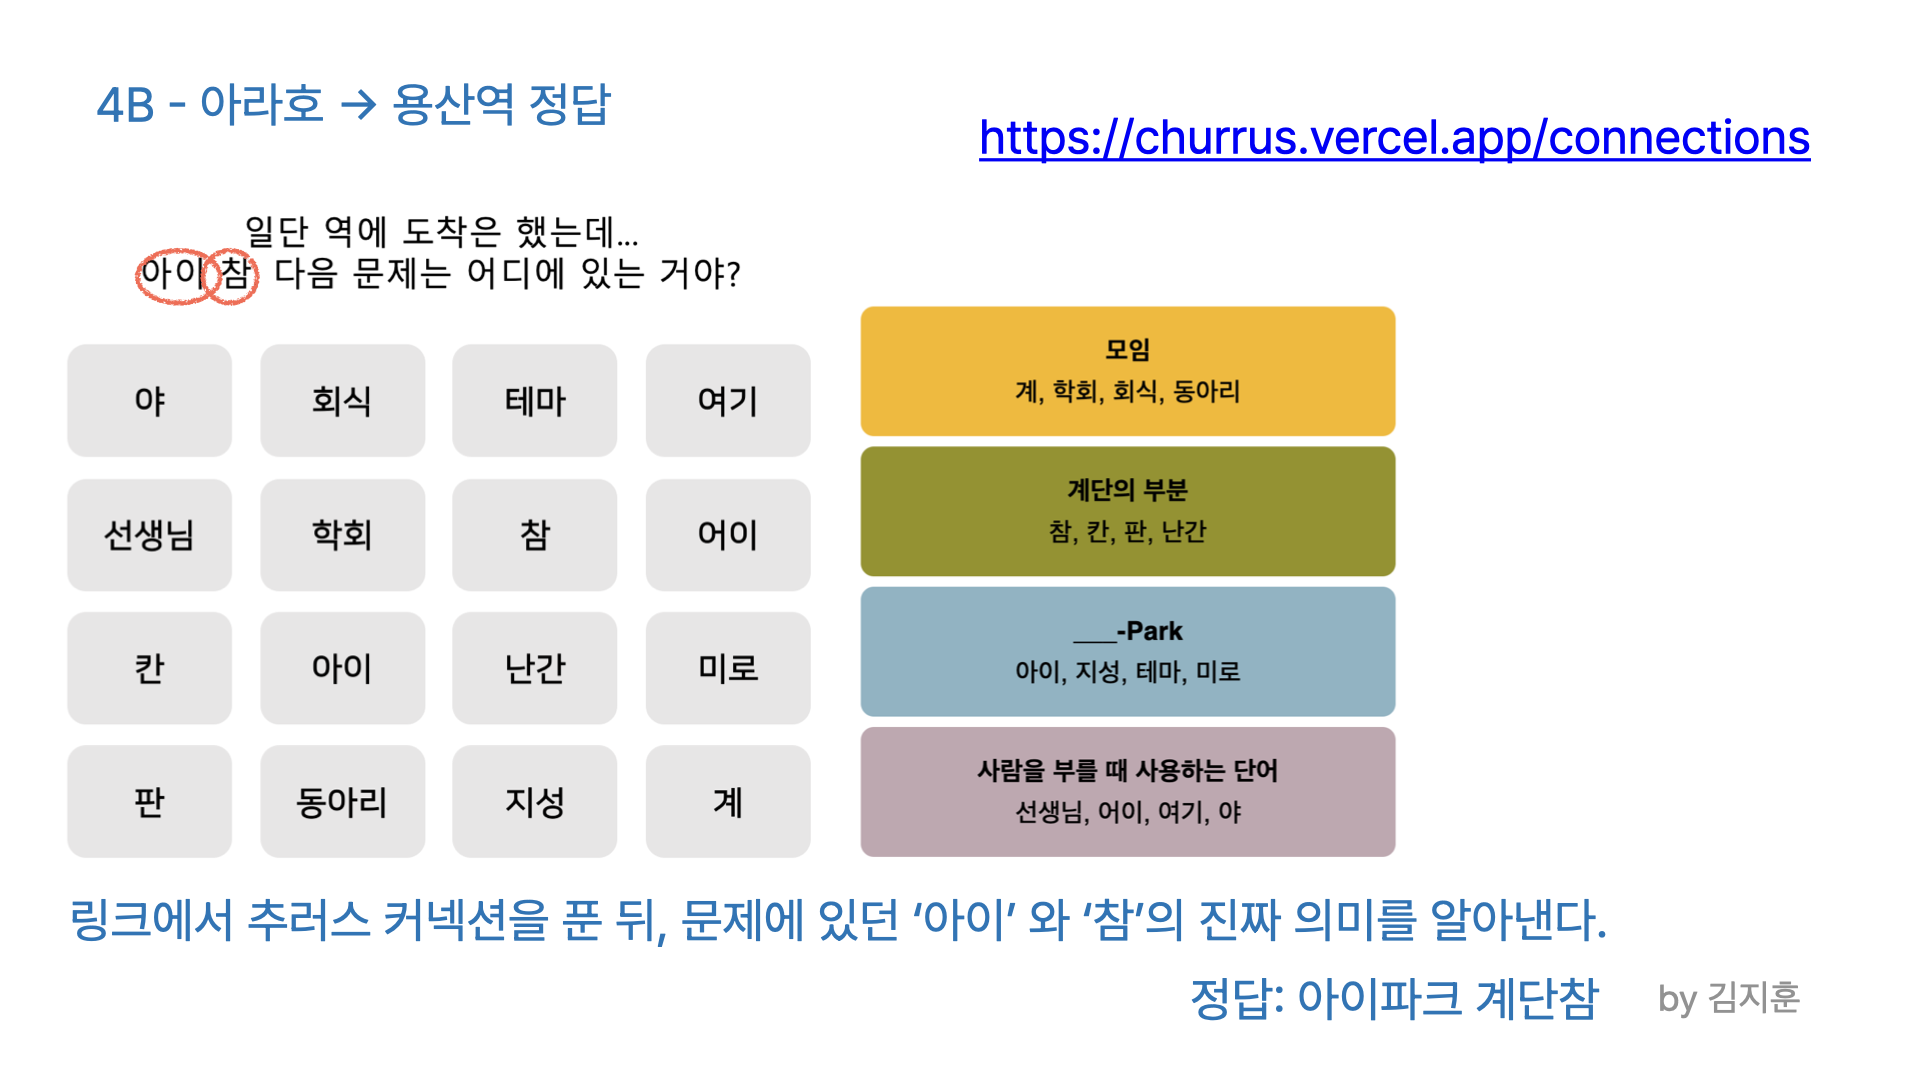 4B - 아라호 → 용산역 정답
https://churrus.vercel.app/connections
일단 역에 도착은 했는데...
아이 참 다음 문제는 어디에 있는 거야?
야
회식
테마
여기
선생님
학회
참
어이
칸
아이
난간
미로
판
동아리
지성
계
모임
계, 학회, 회식, 동아리
계단의 부분
참, 칸, 판, 난간
___-Park
아이, 지성, 테마, 미로
사람을 부를 때 사용하는 단어
선생님, 어이, 여기, 야
링크에서 추러스 커넥션을 푼 뒤, 문제에 있던 ‘아이’ 와 ‘참’의 진짜 의미를 알아낸다.
정답: 아이파크 계단참
by 김지훈